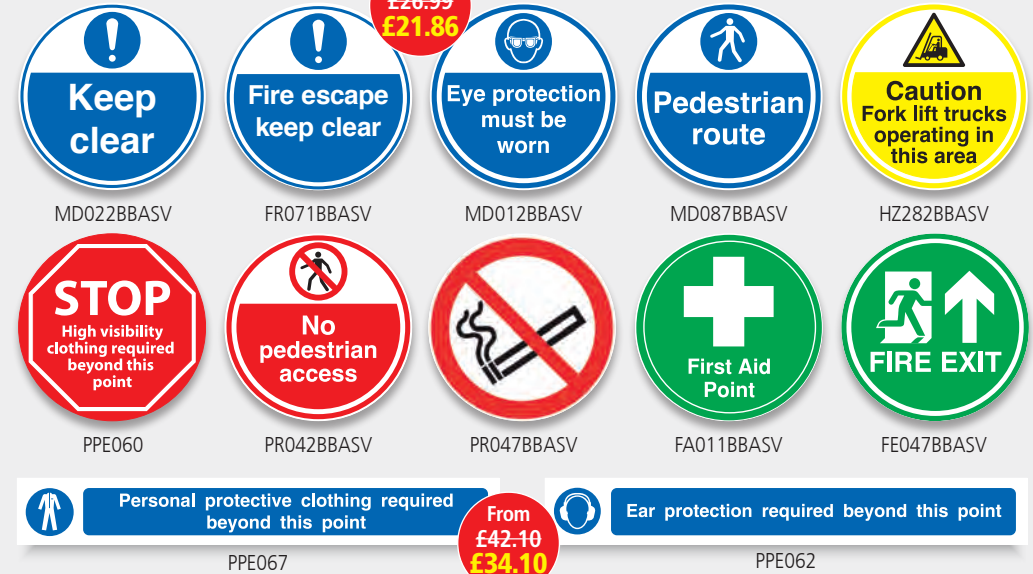 £26.99
£21.86
Keep
clear
MD022BBASV
Fire escape
keep clear
FR071BBASV
Eye protection
must be
worn
MD012BBASV
Pedestrian
route
MD087BBASV
Caution
Fork lift trucks
operating in
this area
HZ282BBASV
STOP
High visibility
clothing required
beyond this
point
PPE060
No
pedestrian
access
PR042BBASV
PR047BBASV
First Aid
Point
FA011BBASV
FIRE EXIT
FE047BBASV
Personal protective clothing required
beyond this point
PPE067
From
£42.10
£34.10
Ear protection required beyond this point
PPE062